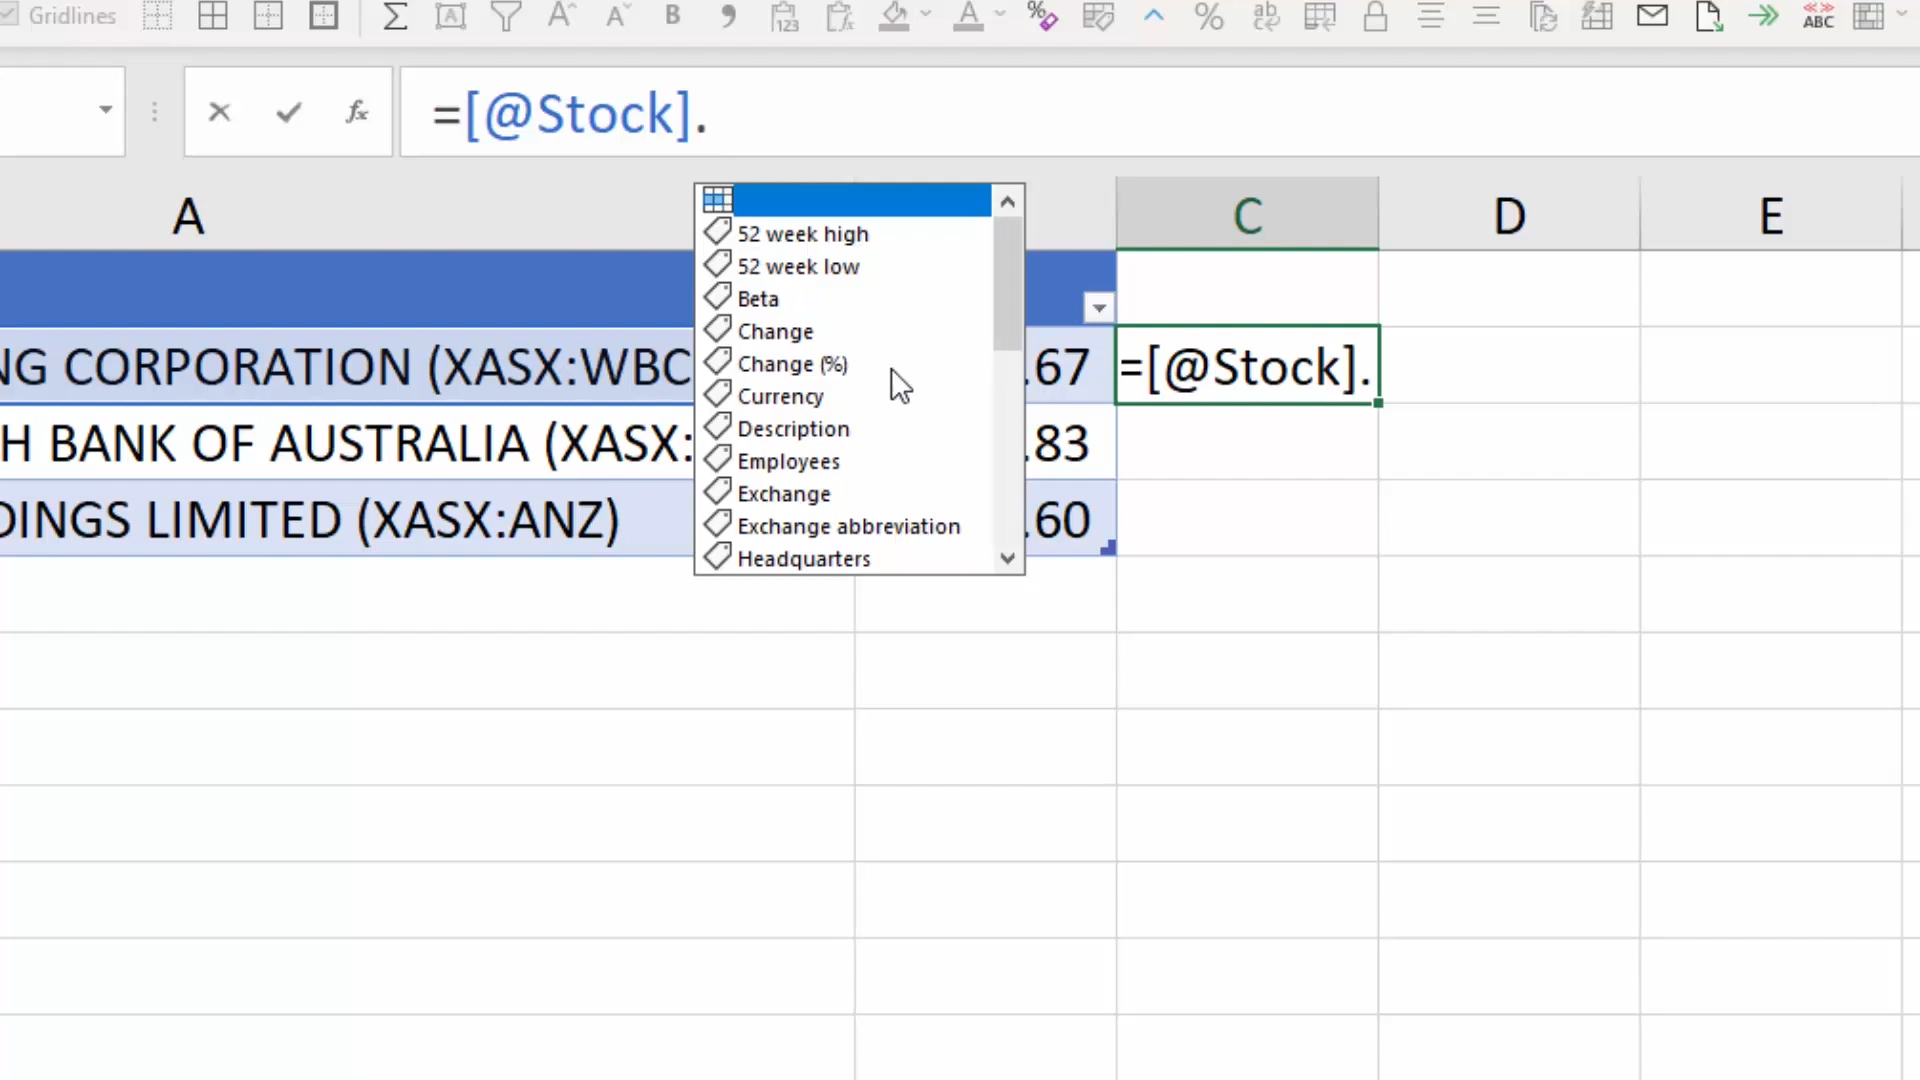 Gridlines
=[@Stock].
A C D E
52 week high
52 week low
Beta
Change
Change (%)
Currency
Description
Employees
Exchange
Exchange abbreviation
Headquarters
NG CORPORATION (XASX:WBC .67 =[@Stock].
H BANK OF AUSTRALIA (XASX: .83
DINGS LIMITED (XASX:ANZ) .60